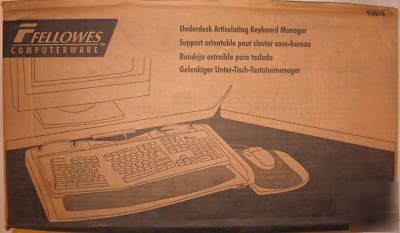 FELLOWES™
COMPUTERWARE
Underdesk Articulating Keyboard Manager
Support orientable pour clavier sous-bureau
Bandeja extraíble para teclado
Gelenkiger Unter-Tisch-Tastaturmanager